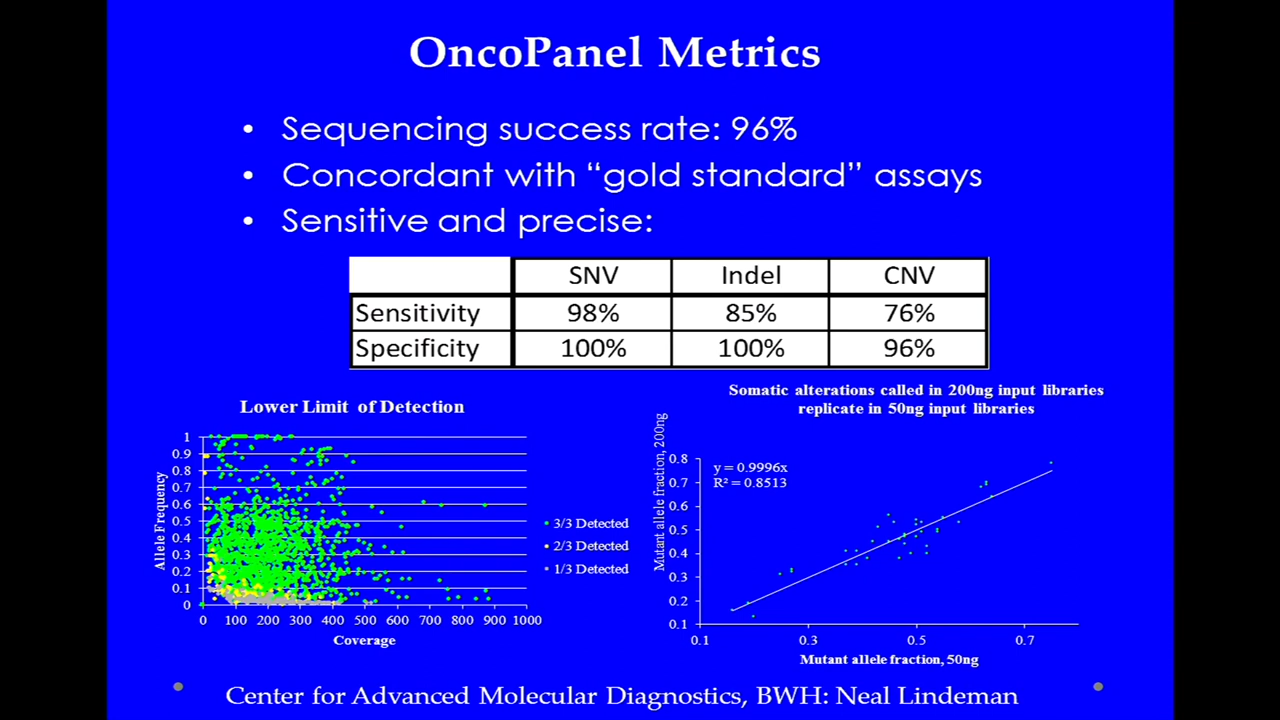 OncoPanel Metrics
• Sequencing success rate: 96%
• Concordant with “gold standard” assays
• Sensitive and precise:
SNV Indel CNV
Sensitivity 98% 85% 76%
Specificity 100% 100% 96%
Lower Limit of Detection
Allele Frequency
1
0.9
0.8
0.7
0.6
0.5
0.4
0.3
0.2
0.1
0
0 100 200 300 400 500 600 700 800 900 1000
Coverage
3/3 Detected
2/3 Detected
1/3 Detected
Somatic alterations called in 200ng input libraries
replicate in 50ng input libraries
Mutant allele fraction, 200ng
y = 0.9996x
R² = 0.8513
0.8
0.7
0.6
0.5
0.4
0.3
0.2
0.1
0.1 0.3 0.5 0.7
Mutant allele fraction, 50ng
Center for Advanced Molecular Diagnostics, BWH: Neal Lindeman